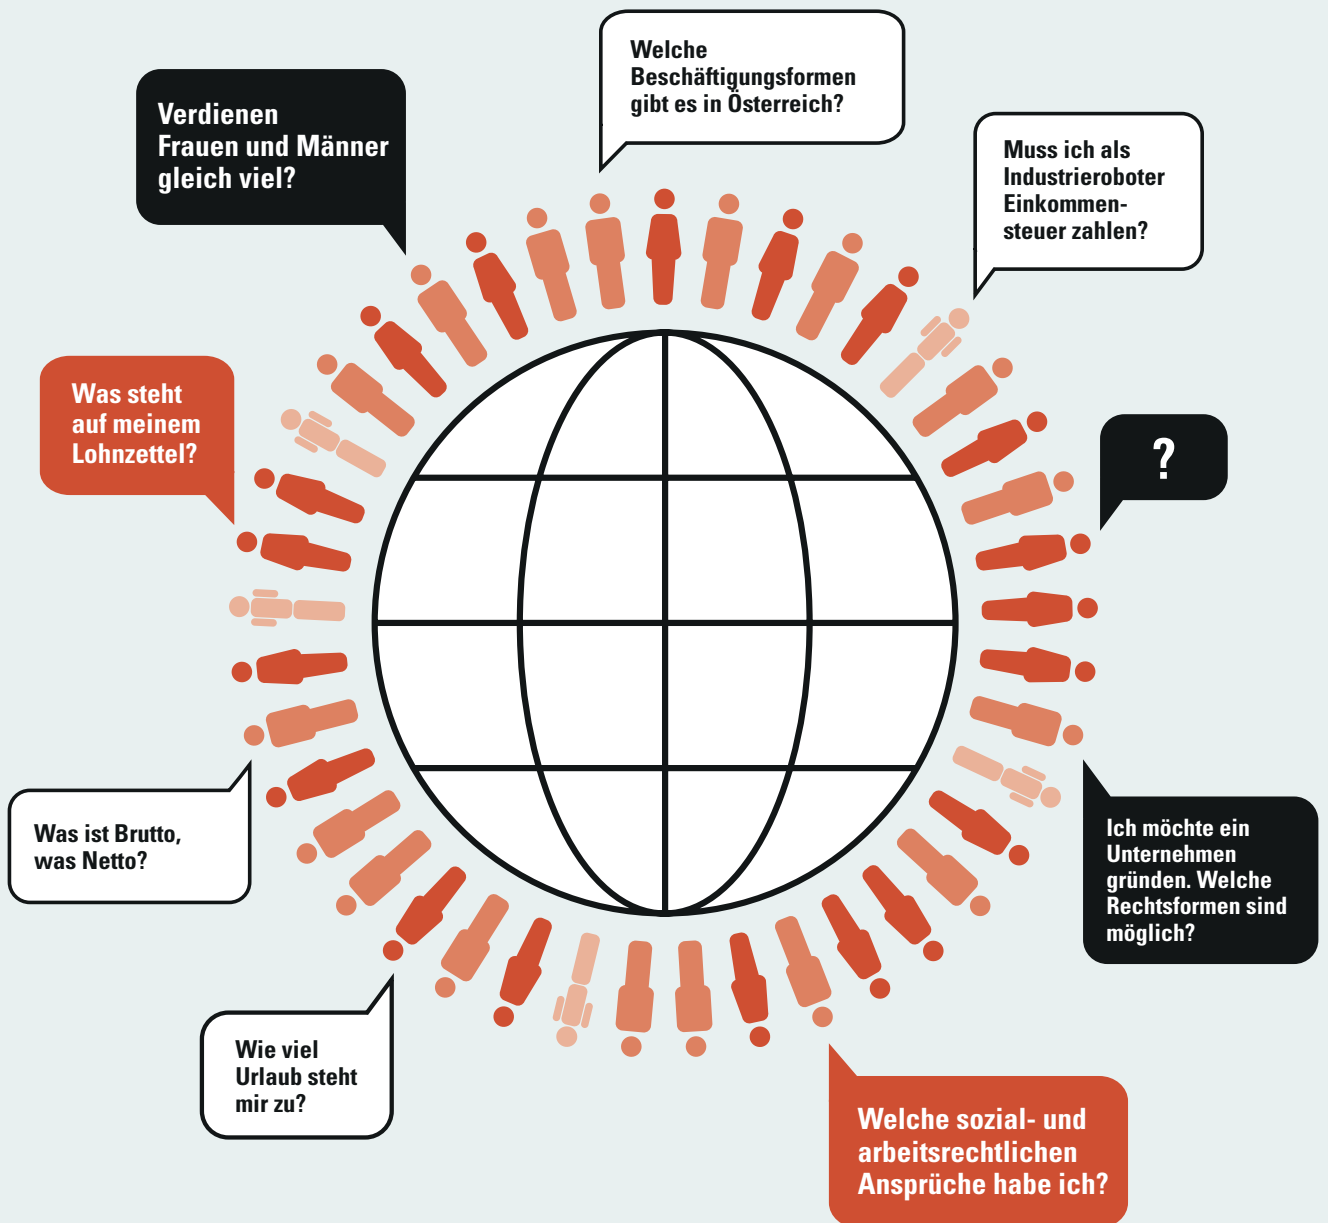 Welche
Beschäftigungsformen
gibt es in Österreich?
Verdienen
Frauen und Männer
gleich viel?
Muss ich als
Industrieroboter
Einkommen-
steuer zahlen?
Was steht
auf meinem
Lohnzettel?
?
Was ist Brutto,
was Netto?
Ich möchte ein
Unternehmen
gründen. Welche
Rechtsformen sind
möglich?
Wie viel
Urlaub steht
mir zu?
Welche sozial- und
arbeitsrechtlichen
Ansprüche habe ich?